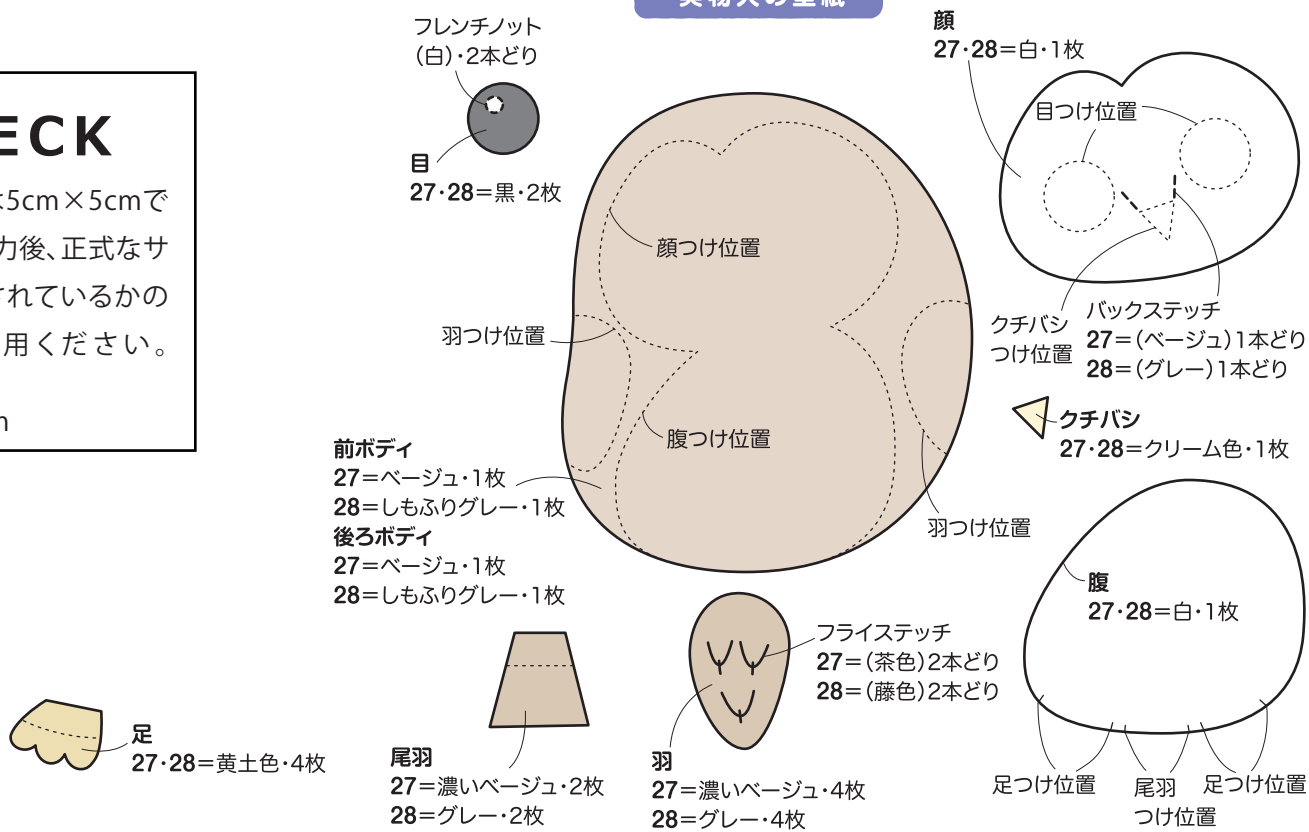 実物大の型紙
ECK
は5cm×5cmで
力後、正式なサ
されているかの
用ください。
フレンチノット
(白)・2本どり
目
27・28=黒・2枚
顔
27・28=白・1枚
目つけ位置
顔つけ位置
羽つけ位置
腹つけ位置
羽つけ位置
クチバシ
つけ位置
バックステッチ
27=(ベージュ)1本どり
28=(グレー)1本どり
クチバシ
27・28=クリーム色・1枚
前ボディ
27=ベージュ・1枚
28=しもふりグレー・1枚
後ろボディ
27=ベージュ・1枚
28=しもふりグレー・1枚
腹
27・28=白・1枚
足つけ位置
尾羽
つけ位置
足つけ位置
フライステッチ
27=(茶色)2本どり
28=(藤色)2本どり
足
27・28=黄土色・4枚
尾羽
27=濃いベージュ・2枚
28=グレー・2枚
羽
27=濃いベージュ・4枚
28=グレー・4枚